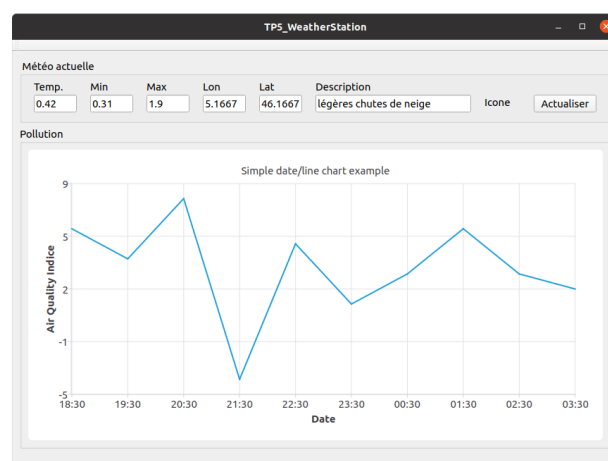 TP5_WeatherStation
Météo actuelle
Temp. Min Max Lon Lat Description
0.42 0.31 1.9 5.1667 46.1667 légères chutes de neige Icone Actualiser
Pollution
Simple date/line chart example
9
5
2
-1
-5
Air Quality Indice
18:30 19:30 20:30 21:30 22:30 23:30 00:30 01:30 02:30 03:30
Date